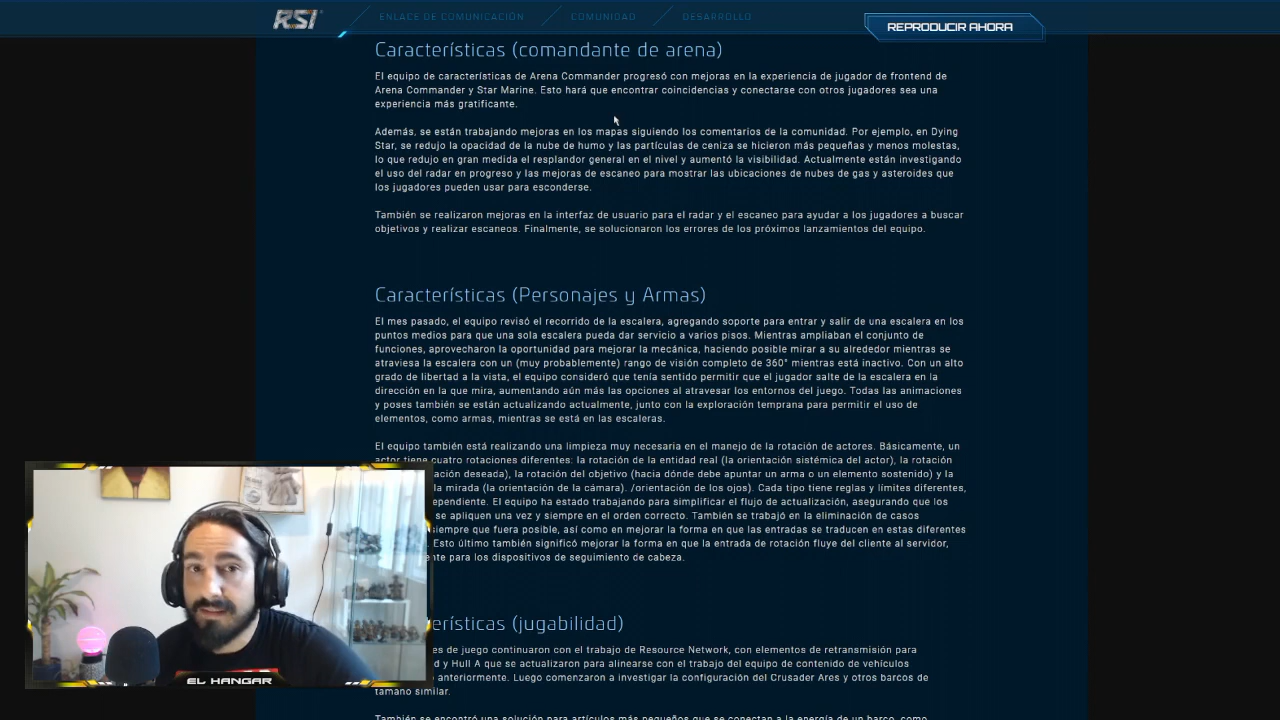 RSI
ENLACE DE COMUNICACIÓN
COMUNIDAD
DESARROLLO
REPRODUCIR AHORA
Características (comandante de arena)
El equipo de características de Arena Commander progresó con mejoras en la experiencia de jugador de frontend de
Arena Commander y Star Marine. Esto hará que encontrar coincidencias y conectarse con otros jugadores sea una
experiencia más gratificante.
Además, se están trabajando mejoras en los mapas siguiendo los comentarios de la comunidad. Por ejemplo, en Dying
Star, se redujo la opacidad de la nube de humo y las partículas de ceniza se hicieron más pequeñas y menos molestas,
lo que redujo en gran medida el resplandor general en el nivel y aumentó la visibilidad. Actualmente están investigando
el uso del radar en progreso y las mejoras de escaneo para mostrar las ubicaciones de nubes de gas y asteroides que
los jugadores pueden usar para esconderse.
También se realizaron mejoras en la interfaz de usuario para el radar y el escaneo para ayudar a los jugadores a buscar
objetivos y realizar escaneos. Finalmente, se solucionaron los errores de los próximos lanzamientos del equipo.
Características (Personajes y Armas)
El mes pasado, el equipo revisó el recorrido de la escalera, agregando soporte para entrar y salir de una escalera en los
puntos medios para que una sola escalera pueda dar servicio a varios pisos. Mientras ampliaban el conjunto de
funciones, aprovecharon la oportunidad para mejorar la mecánica, haciendo posible mirar a su alrededor mientras se
atraviesa la escalera con un (muy probablemente) rango de visión completo de 360° mientras está inactivo. Con un alto
grado de libertad a la vista, el equipo consideró que tenía sentido permitir que el jugador salte de la escalera en la
dirección en la que mira, aumentando aún más las opciones al atravesar los entornos del juego. Todas las animaciones
y poses también se están actualizando actualmente, junto con la exploración temprana para permitir el uso de
elementos, como armas, mientras se está en las escaleras.
El equipo también está realizando una limpieza muy necesaria en el manejo de la rotación de actores. Básicamente, un
actor tiene cuatro rotaciones diferentes: la rotación de la entidad real (la orientación sistémica del actor), la rotación
ación deseada), la rotación del objetivo (hacia dónde debe apuntar un arma o un elemento sostenido) y la
la mirada (la orientación de la cámara). /orientación de los ojos). Cada tipo tiene reglas y límites diferentes,
ependiente. El equipo ha estado trabajando para simplificar el flujo de actualización, asegurando que los
se apliquen una vez y siempre en el orden correcto. También se trabajó en la eliminación de casos
siempre que fuera posible, así como en mejorar la forma en que las entradas se traducen en estas diferentes
Esto último también significó mejorar la forma en que la entrada de rotación fluye del cliente al servidor,
nte para los dispositivos de seguimiento de cabeza.
erísticas (jugabilidad)
es de juego continuaron con el trabajo de Resource Network, con elementos de retransmisión para
d y Hull A que se actualizaron para alinearse con el trabajo del equipo de contenido de vehículos
anteriormente. Luego comenzaron a investigar la configuración del Crusader Ares y otros barcos de
tamaño similar.
También se encontró una solución para artículos más pequeños que se conectan a la energía de un barco, como
EL HANGAR